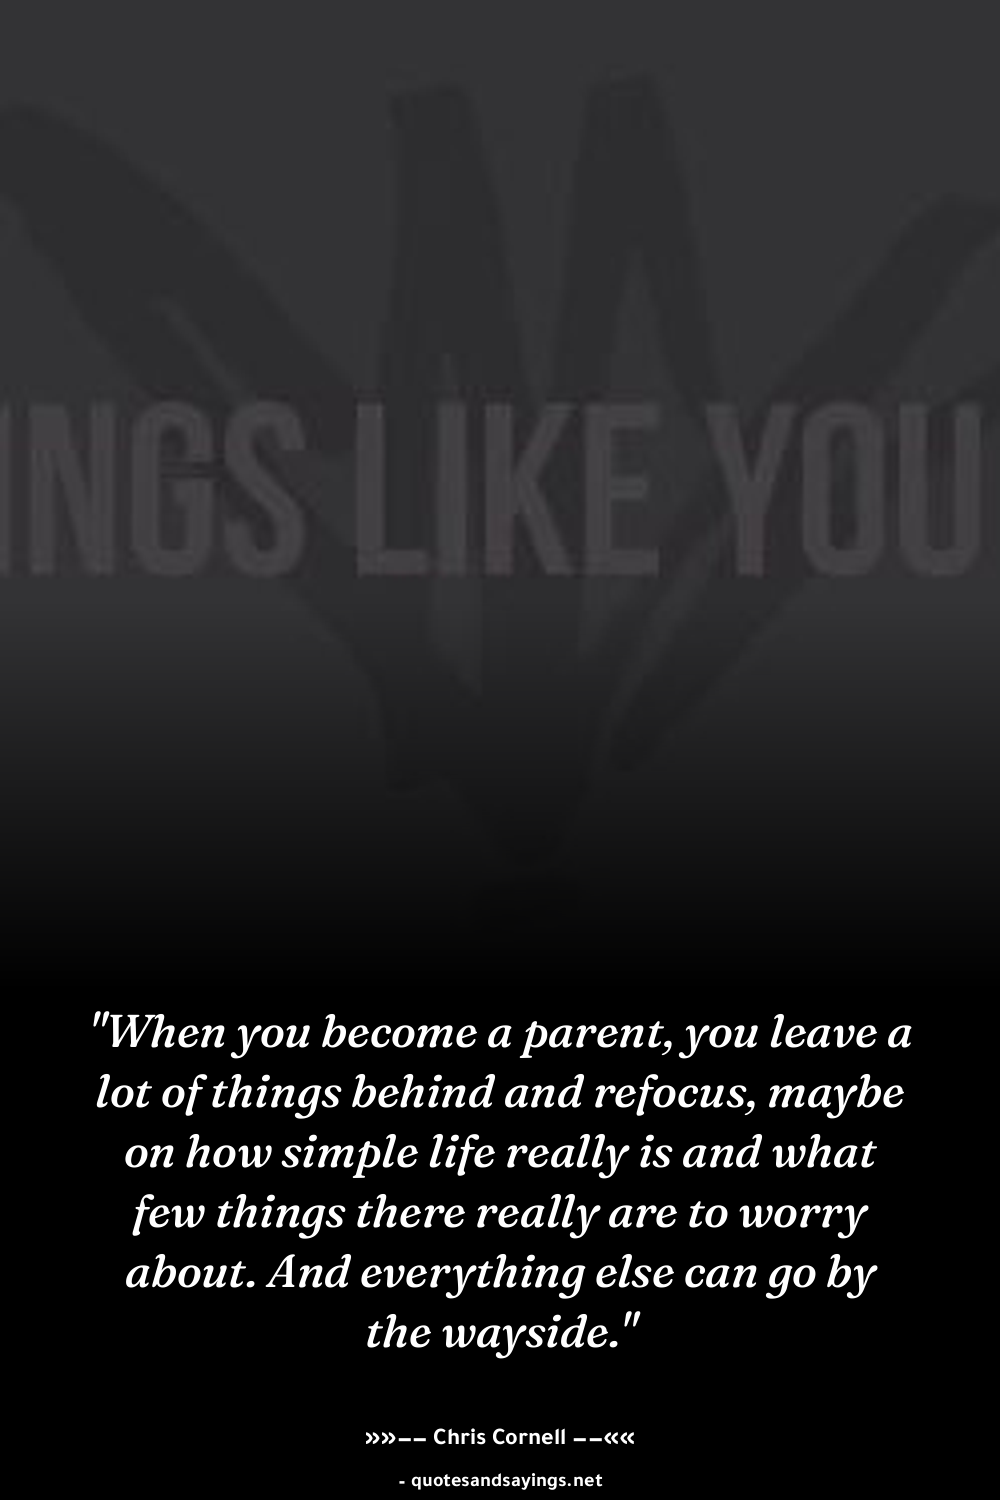 INGS LIKE YOU
"When you become a parent, you leave a
lot of things behind and refocus, maybe
on how simple life really is and what
few things there really are to worry
about. And everything else can go by
the wayside."
»»–– Chris Cornell ––««
- quotesandsayings.net